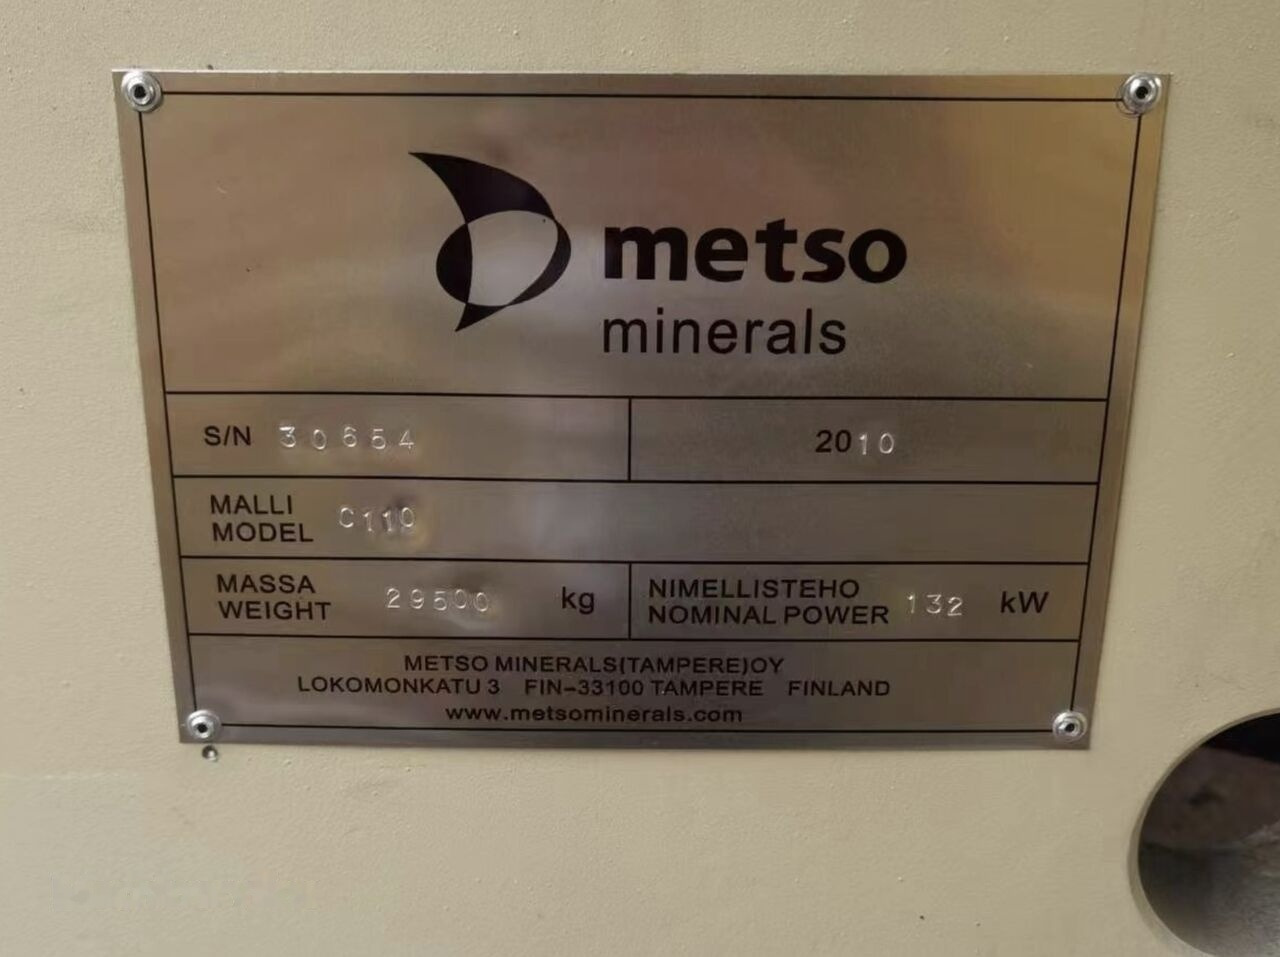 metso
minerals
S/N 30654 2010
MALLI
MODEL C110
MASSA
WEIGHT 29500 kg
NIMELLISTEHO
NOMINAL POWER 132 kW
METSO MINERALS(TAMPERE)OY
LOKOMONKATU 3 FIN-33100 TAMPERE FINLAND
www.metsominerals.com